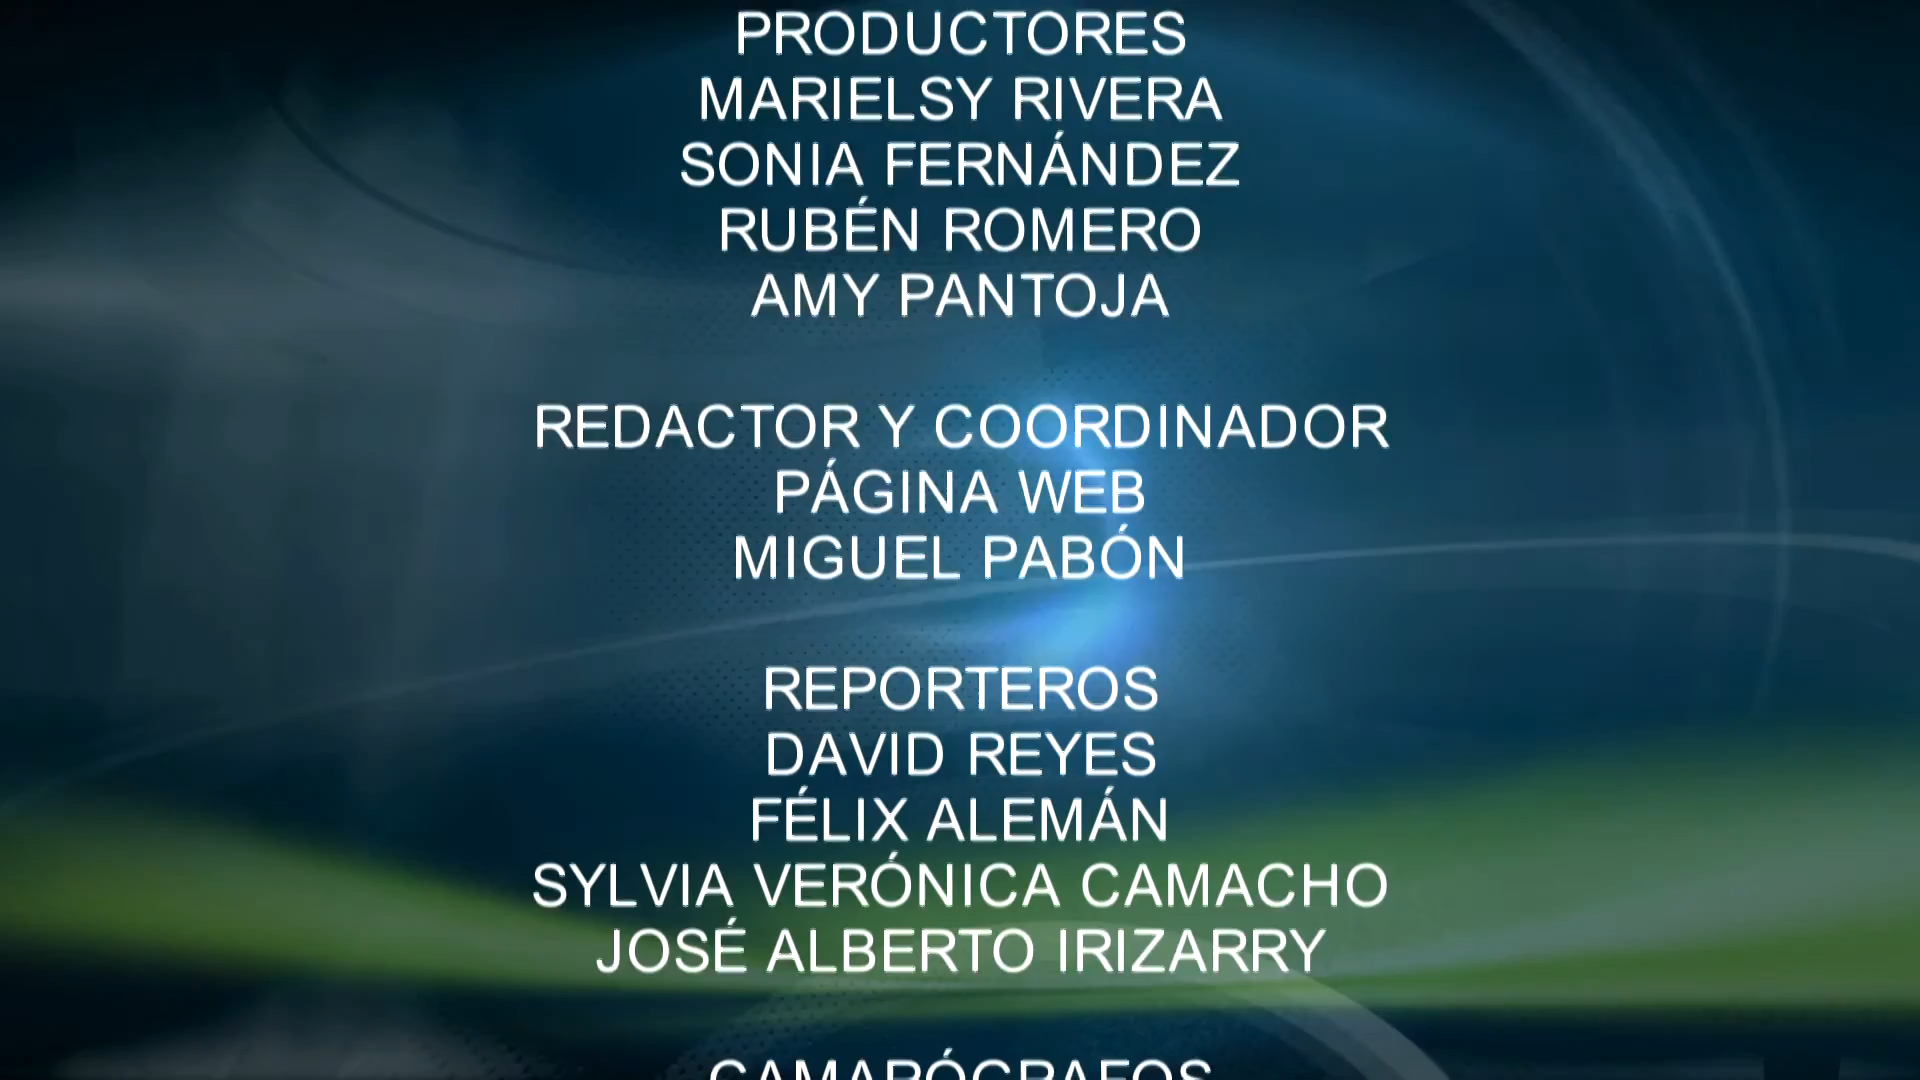 PRODUCTORES
MARIELSY RIVERA
SONIA FERNÁNDEZ
RUBÉN ROMERO
AMY PANTOJA
REDACTOR Y COORDINADOR
PÁGINA WEB
MIGUEL PABÓN
REPORTEROS
DAVID REYES
FÉLIX ALEMÁN
SYLVIA VERÓNICA CAMACHO
JOSÉ ALBERTO IRIZARRY
CAMARÓGRAFOS